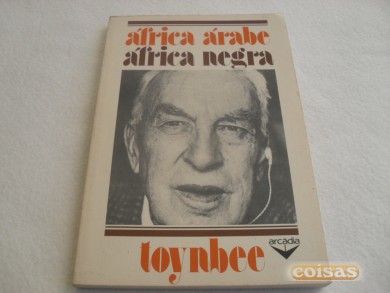 áfrica árabe
áfrica negra
arcádia
toynbee
coisas